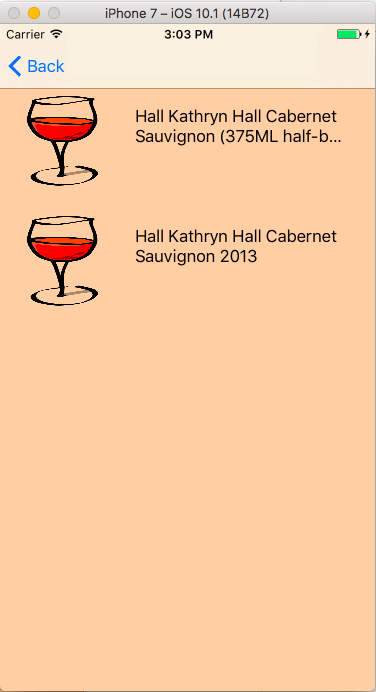 iPhone 7 – iOS 10.1 (14B72)
Carrier 3:03 PM
Back
Hall Kathryn Hall Cabernet
Sauvignon (375ML half-b...
Hall Kathryn Hall Cabernet
Sauvignon 2013